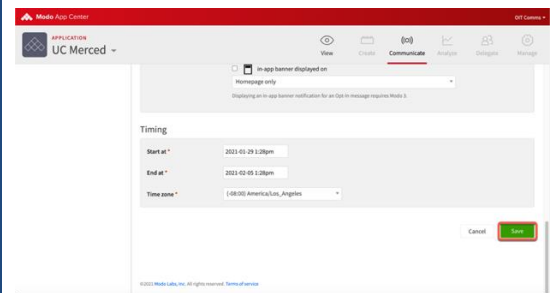 Modo App Center
OIT Comms
APPLICATION
UC Merced
View
Create
Communicate
Analyze
Delegate
Manage
in-app banner displayed on
Homepage only
Displaying an in-app banner notification for an Opt-in message requires Modo 3.
Timing
Start at *
2021-01-29 1:28pm
End at *
2021-02-05 1:28pm
Time zone *
(-08:00) America/Los_Angeles
Cancel
Save
©2021 Modo Labs, Inc. All rights reserved. Terms of service